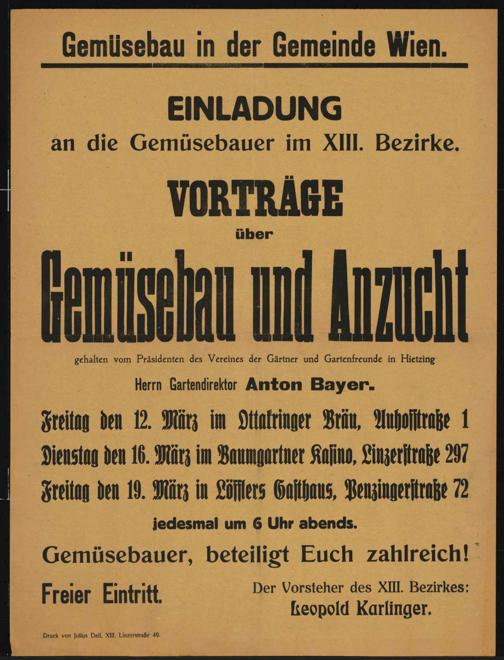 Gemüsebau in der Gemeinde Wien.
EINLADUNG
an die Gemüsebauer im XIII. Bezirke.
VORTRÄGE
über
Gemüsebau und Anzucht
gehalten vom Präsidenten des Vereines der Gärtner und Gartenfreunde in Hietzing
Herrn Gartendirektor Anton Bayer.
Freitag den 12. März im Ottakringer Bräu, Auhofstraße 1
Dienstag den 16. März im Baumgartner Kasino, Linzerstraße 297
Freitag den 19. März in Löfflers Gasthaus, Penzingerstraße 72
jedesmal um 6 Uhr abends.
Gemüsebauer, beteiligt Euch zahlreich!
Freier Eintritt.
Der Vorsteher des XIII. Bezirkes:
Leopold Karlinger.
Druck von Julius Dell, XIII. Linzerstraße 49.